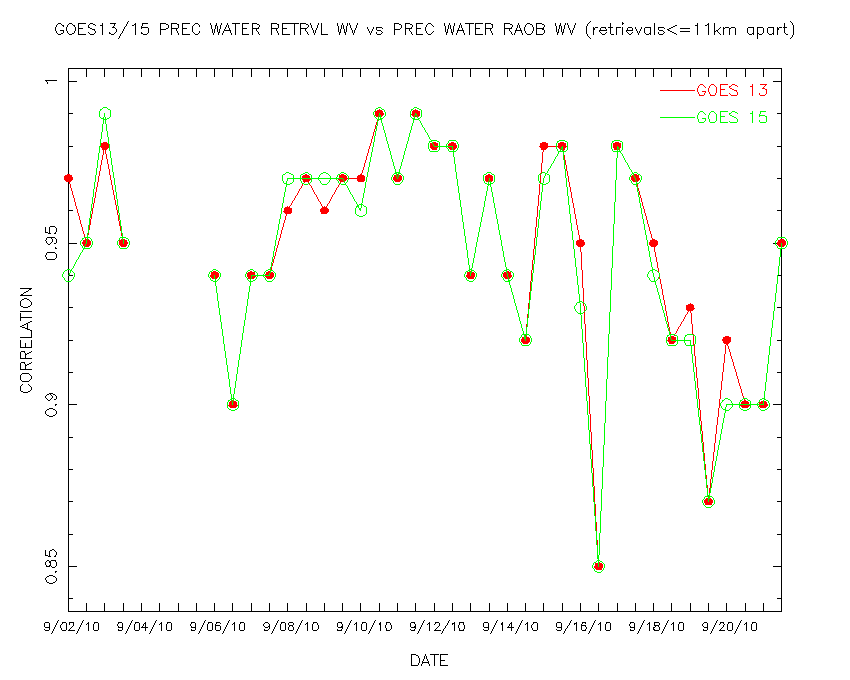 GOES13/15 PREC WATER RETRVL WV vs PREC WATER RAOB WV (retrievals<=11km apart)
GOES 13
GOES 15
1
0.95
0.9
0.85
CORRELATION
9/02/10 9/04/10 9/06/10 9/08/10 9/10/10 9/12/10 9/14/10 9/16/10 9/18/10 9/20/10
DATE